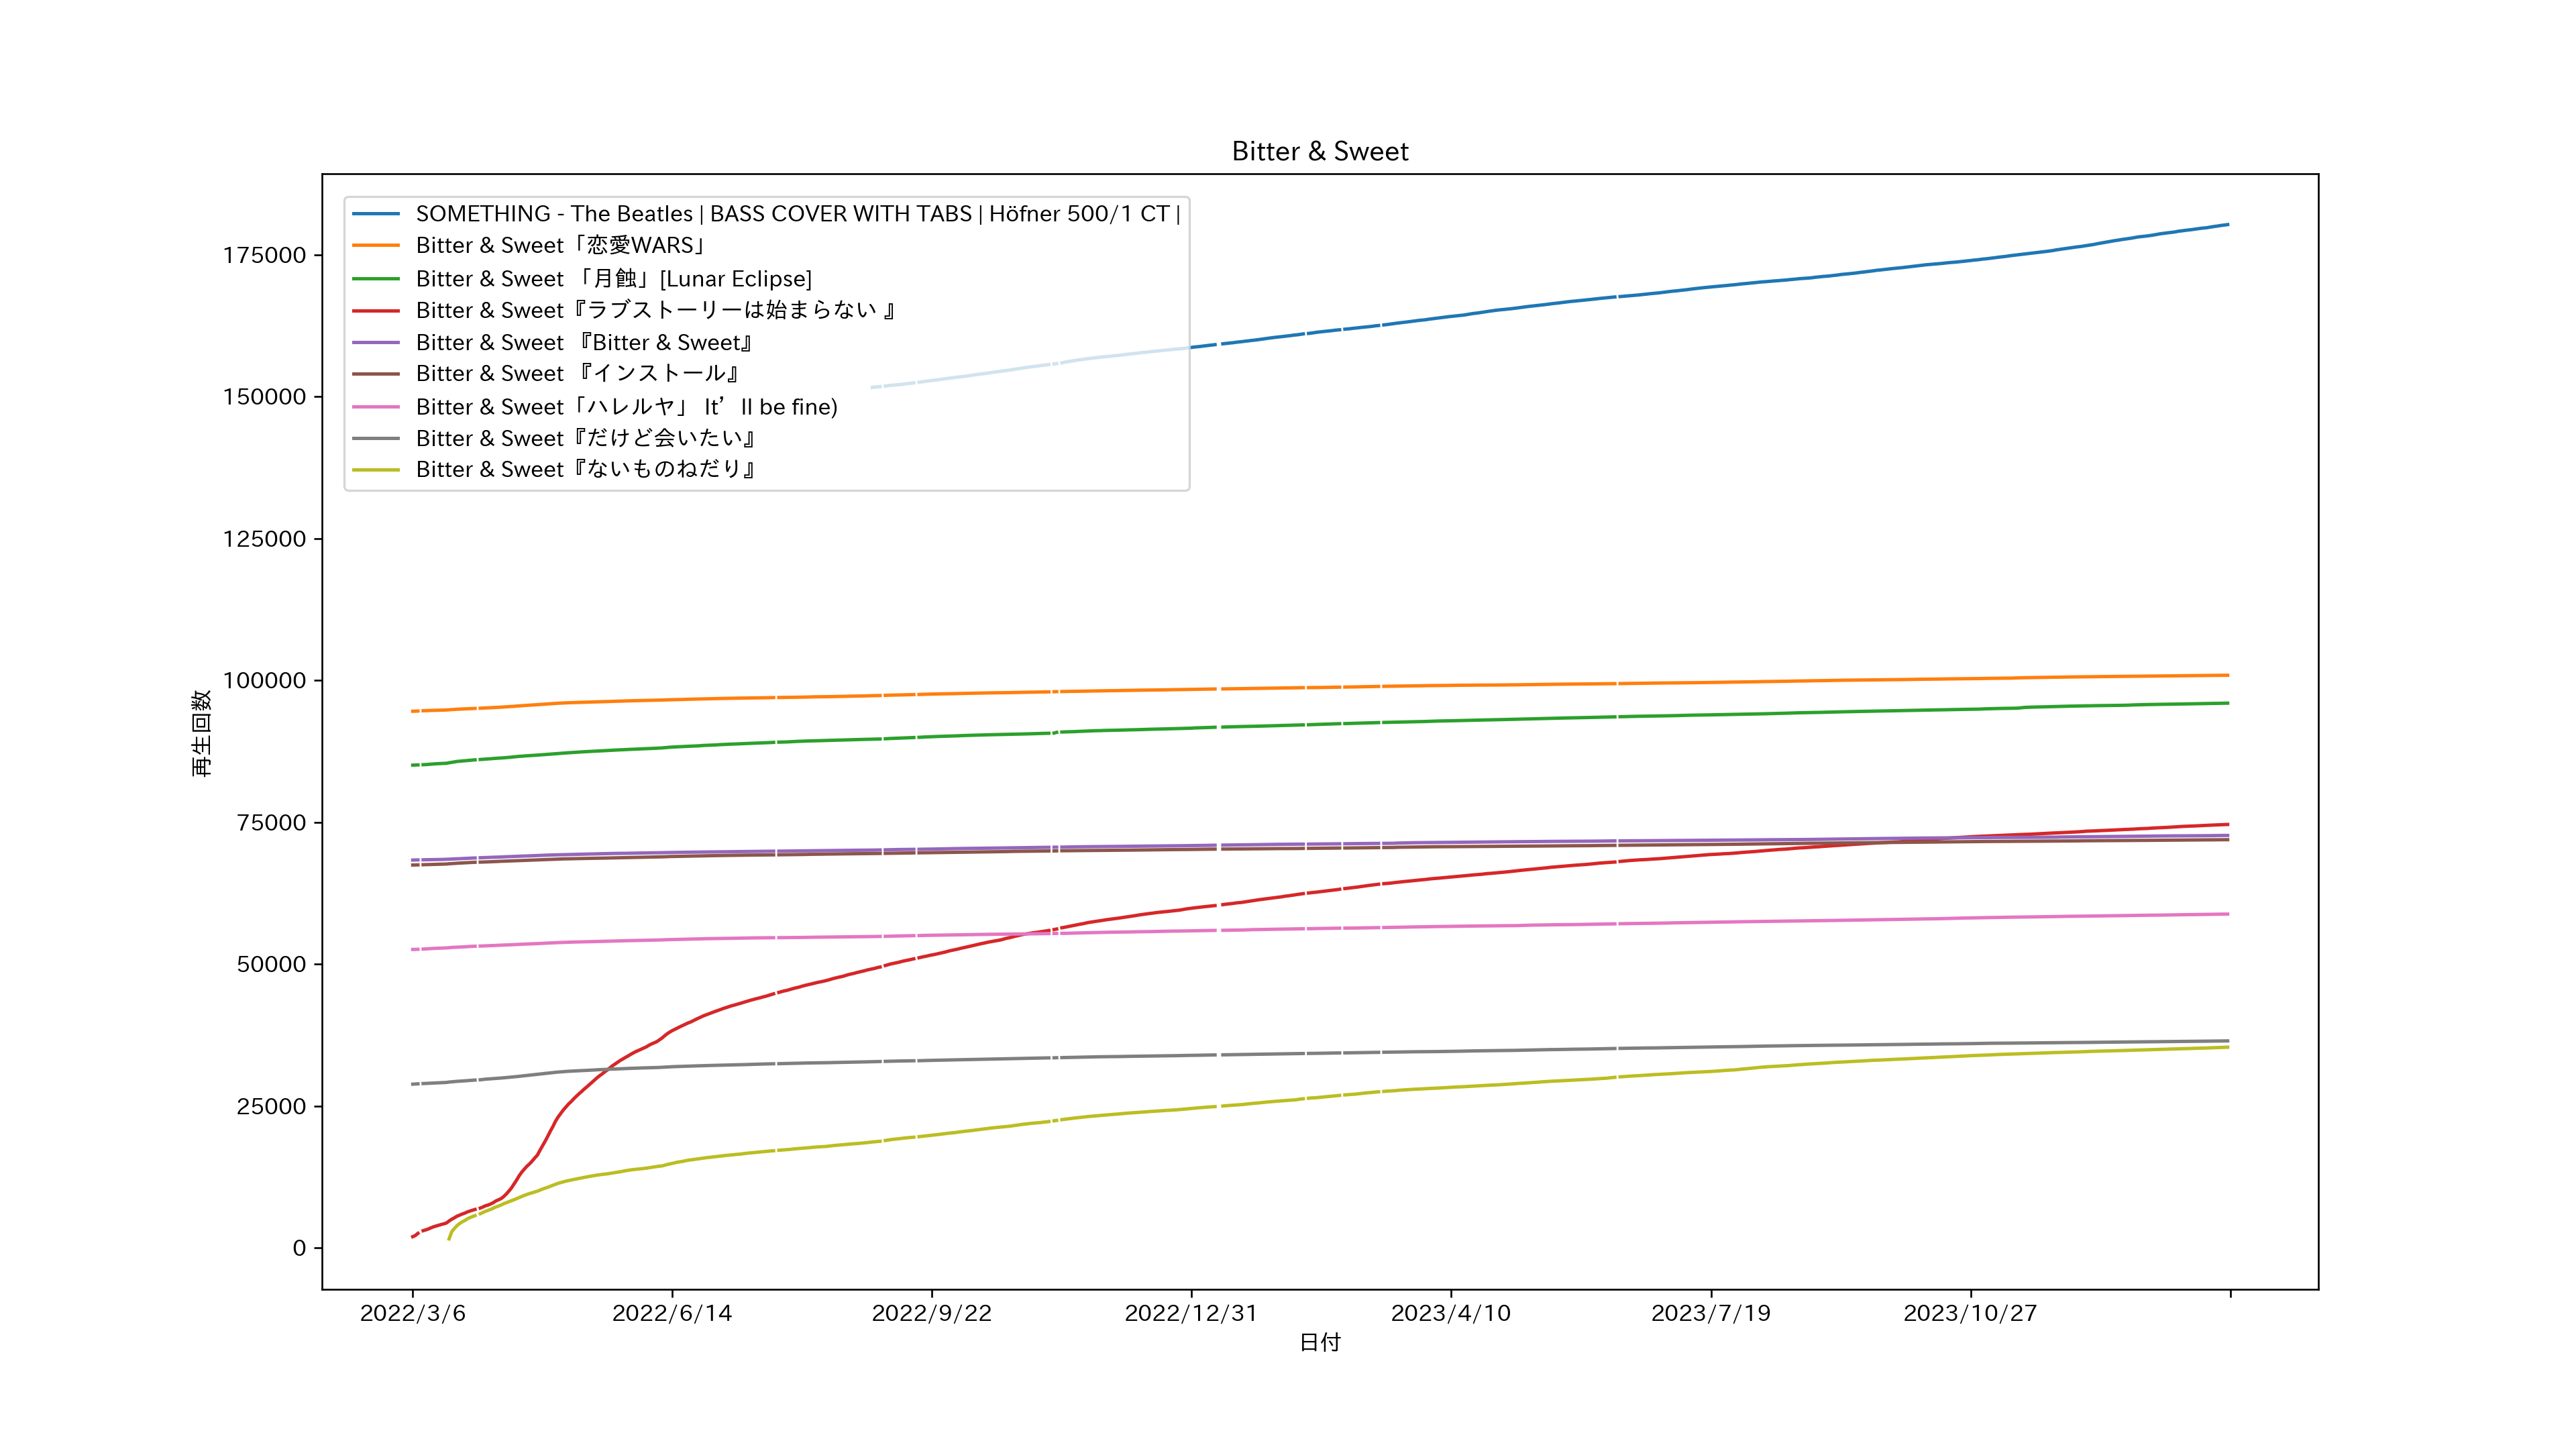 Bitter & Sweet
SOMETHING - The Beatles | BASS COVER WITH TABS | Höfner 500/1 CT |
Bitter & Sweet「恋愛WARS」
Bitter & Sweet 「月蝕」[Lunar Eclipse]
Bitter & Sweet『ラブストーリーは始まらない 』
Bitter & Sweet 『Bitter & Sweet』
Bitter & Sweet 『インストール』
Bitter & Sweet「ハレルヤ」 It’ll be fine)
Bitter & Sweet『だけど会いたい』
Bitter & Sweet『ないものねだり』
175000
150000
125000
100000
75000
50000
25000
0
再生回数
2022/3/6 2022/6/14 2022/9/22 2022/12/31 2023/4/10 2023/7/19 2023/10/27
日付